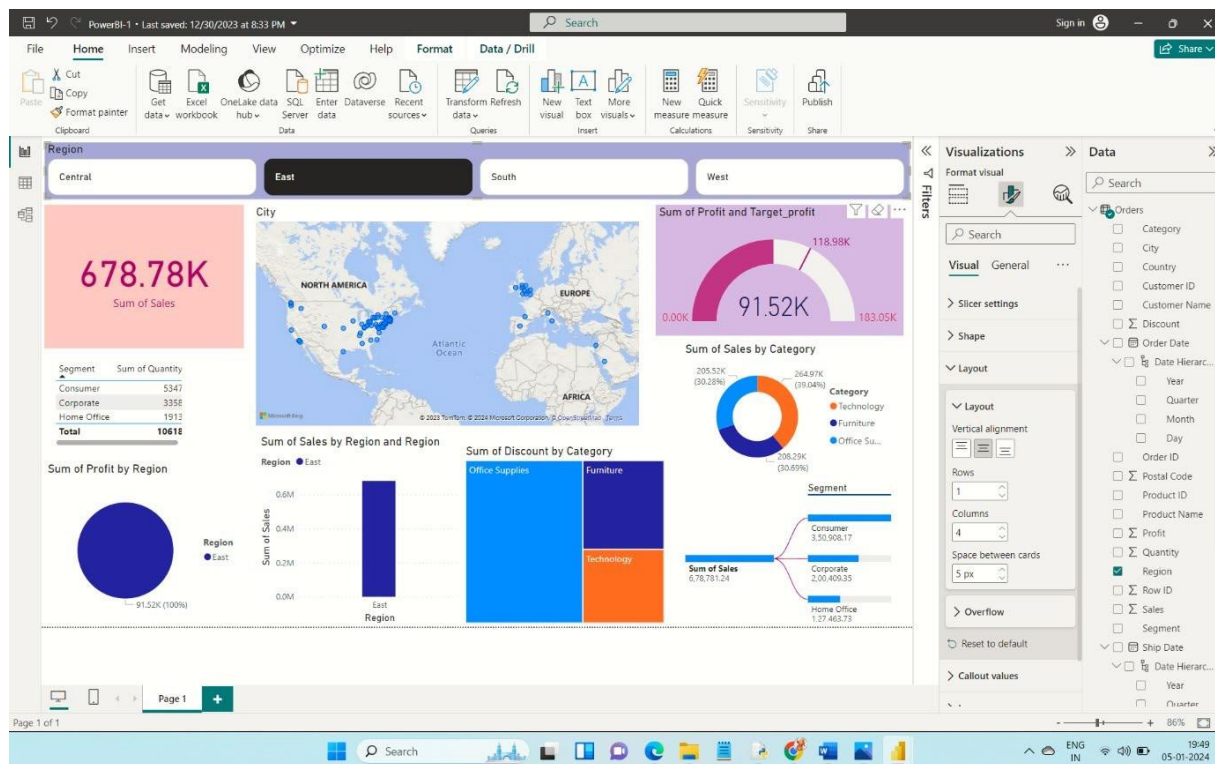 PowerBI-1 • Last saved: 12/30/2023 at 8:33 PM
Search
Sign in
File Home Insert Modeling View Optimize Help Format Data / Drill
Share
Paste
Cut
Copy
Format painter
Get data
Excel workbook
OneLake data hub
SQL Server
Enter data
Dataverse
Recent sources
Transform data
Refresh
New visual
Text box
More visuals
New measure
Quick measure
Sensitivity
Publish
Clipboard
Data
Queries
Insert
Calculations
Sensitivity
Share
Region
Central East South West
678.78K
Sum of Sales
City
NORTH AMERICA
EUROPE
Atlantic
Ocean
AFRICA
Microsoft Bing
© 2023 TomTom, © 2024 Microsoft Corporation, © OpenStreetMap Terms
Sum of Profit and Target_profit
118.98K
91.52K
0.00K
183.05K
Segment Sum of Quantity
Consumer 5347
Corporate 3358
Home Office 1913
Total 10618
Sum of Sales by Category
205.52K
(30.28%)
264.97K
(39.04%)
208.29K
(30.69%)
Category
Technology
Furniture
Office Su...
Sum of Profit by Region
Region
East
91.52K (100%)
Sum of Sales by Region and Region
Region East
Sum of Sales
0.6M
0.4M
0.2M
0.0M
East
Region
Sum of Discount by Category
Office Supplies
Furniture
Technology
Segment
Sum of Sales
6,78,781.24
Consumer
3,50,908.17
Corporate
2,00,409.35
Home Office
1,27,463.73
Filters
Visualizations
Format visual
Search
Visual General ...
Slicer settings
Shape
Layout
Layout
Vertical alignment
Rows
1
Columns
4
Space between cards
5 px
Overflow
Reset to default
Callout values
Data
Search
Orders
Category
City
Country
Customer ID
Customer Name
Discount
Order Date
Date Hierarc...
Year
Quarter
Month
Day
Order ID
Postal Code
Product ID
Product Name
Profit
Quantity
Region
Row ID
Sales
Segment
Ship Date
Date Hierarc...
Year
Quarter
Page 1
Page 1 of 1
86%
Search
ENG
IN
19:49
05-01-2024